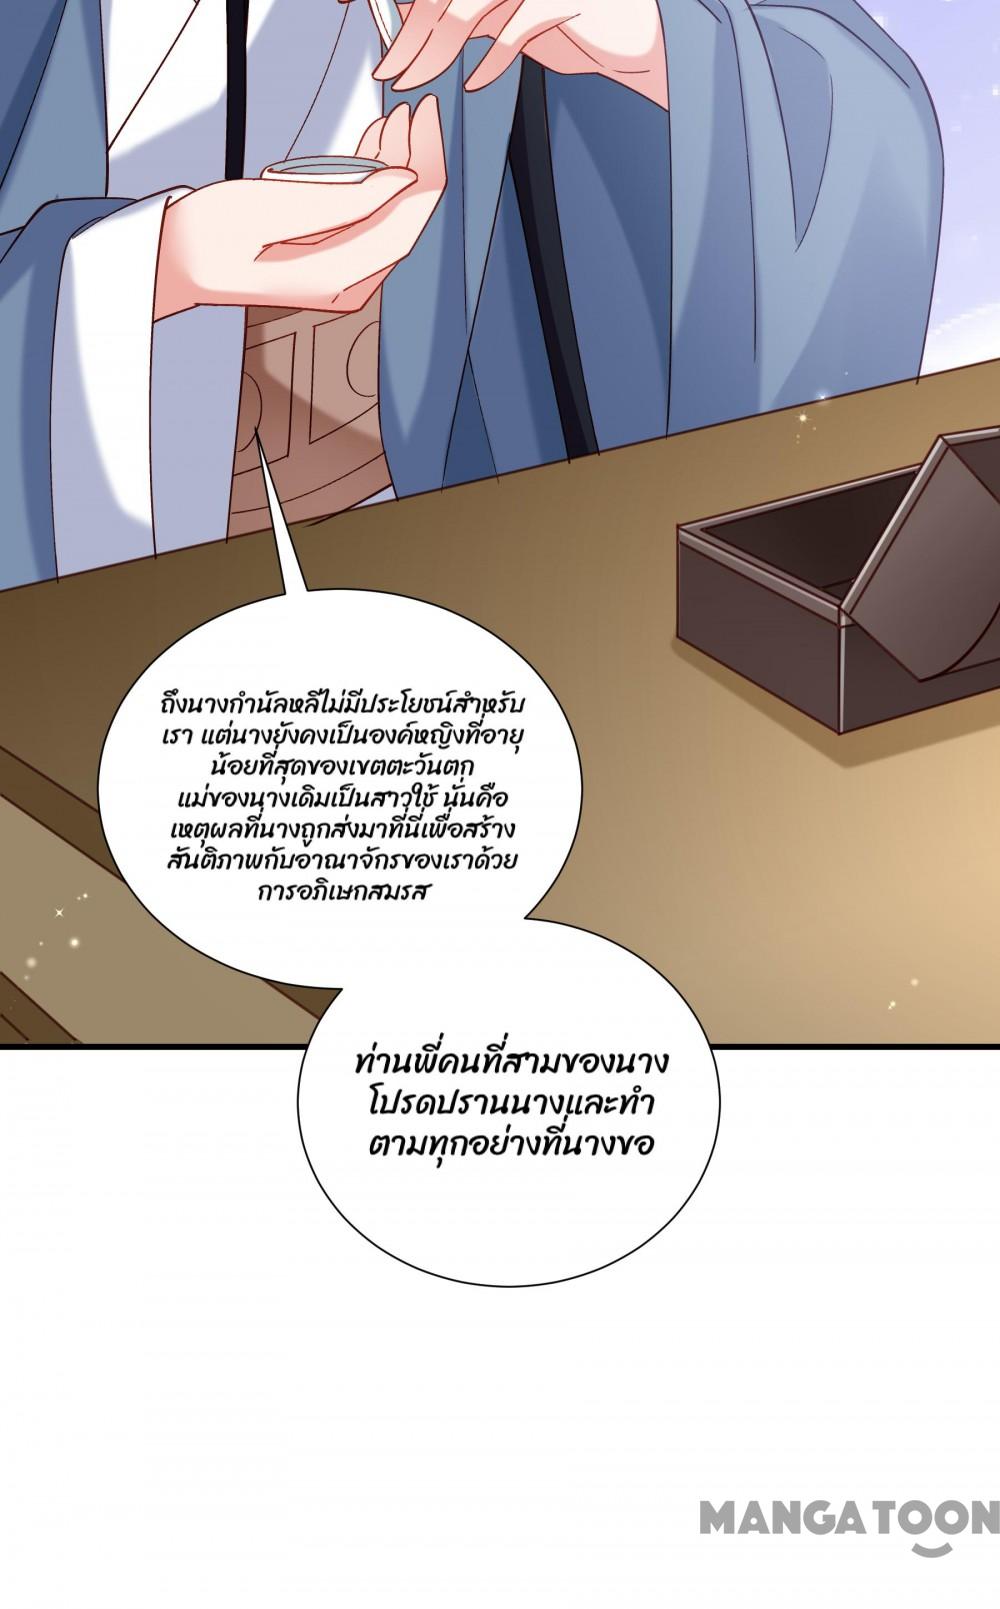 ถึงนางกำนัลหลีไม่มีประโยชน์สำหรับ
เรา แต่นางยังคงเป็นองค์หญิงที่อายุ
น้อยที่สุดของเขตตะวันตก
แม่ของนางเดิมเป็นสาวใช้ นั่นคือ
เหตุผลที่นางถูกส่งมาที่นี่เพื่อสร้าง
สันติภาพกับอาณาจักรของเราด้วย
การอภิเษกสมรส
ท่านพี่คนที่สามของนาง
โปรดปรานนางและทำ
ตามทุกอย่างที่นางขอ
MANGATOON